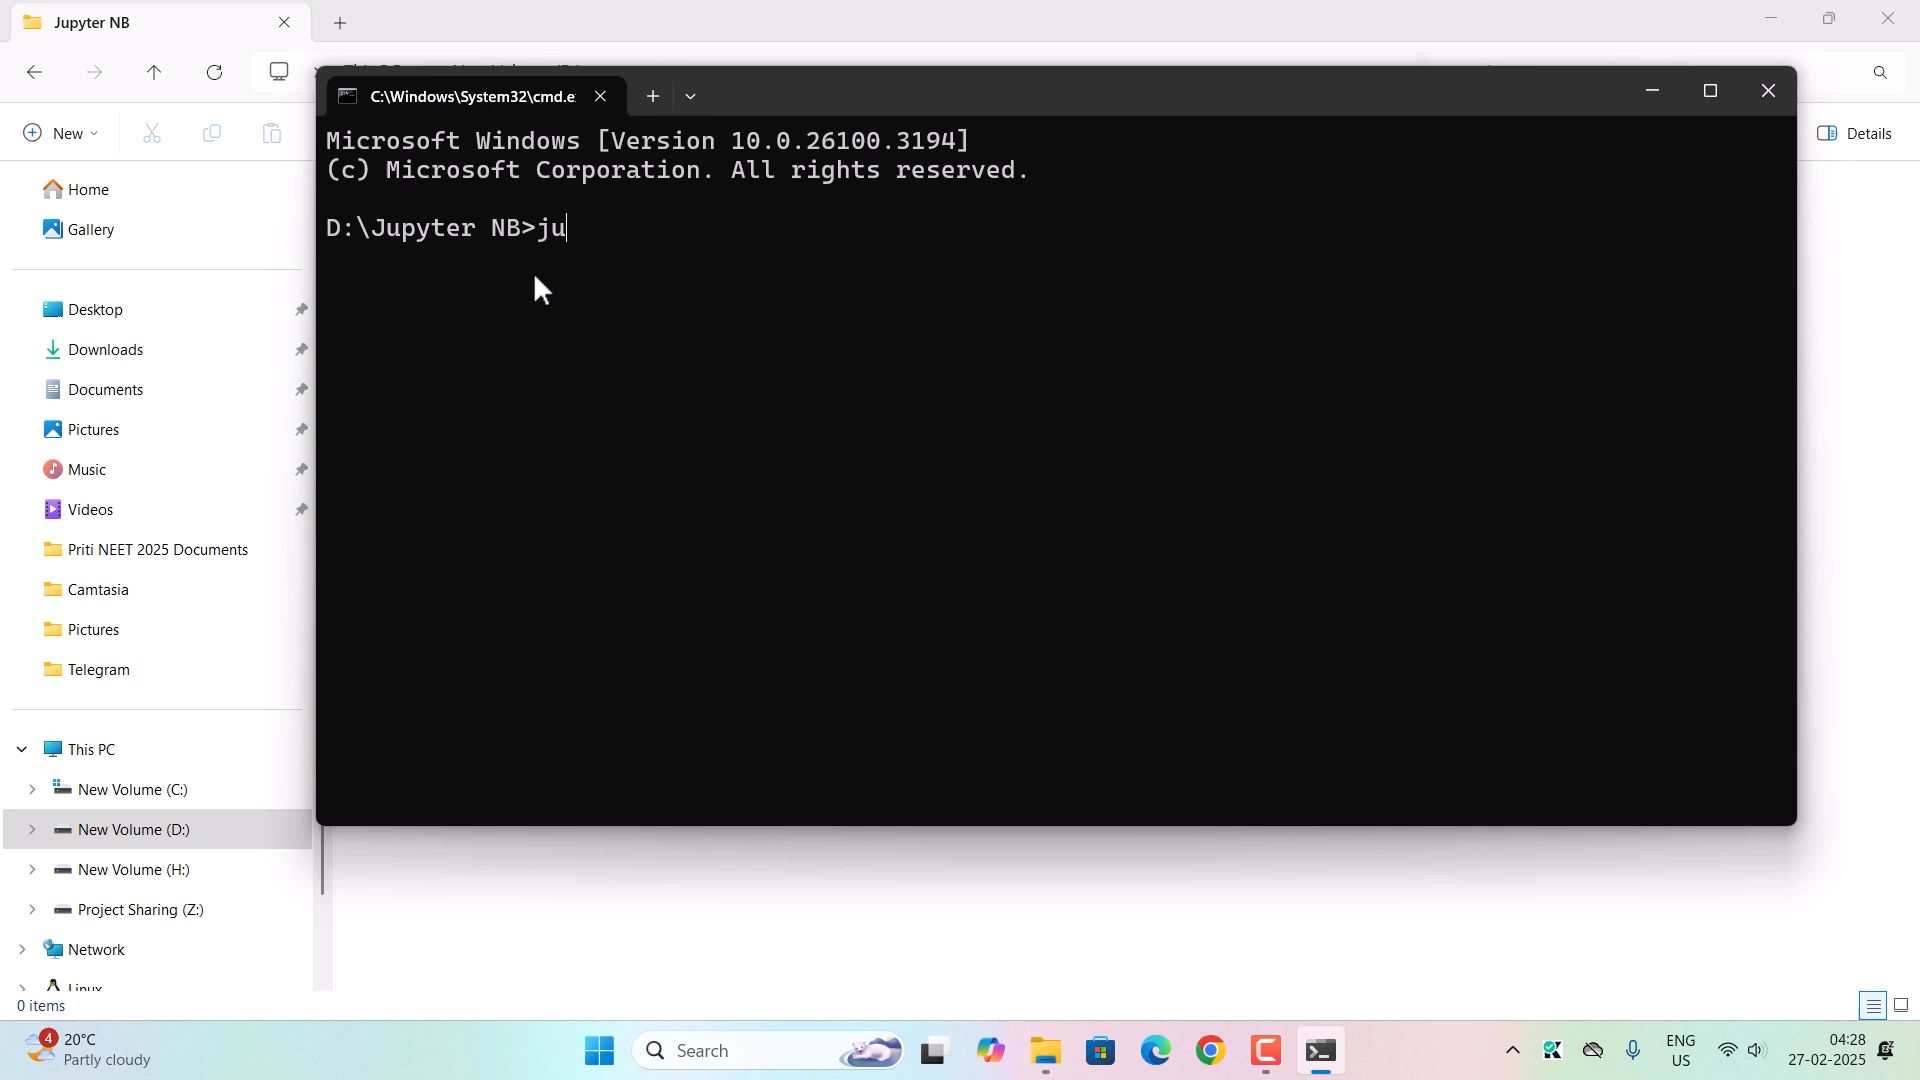 Jupyter NB
C:\Windows\System32\cmd.e
New
Details
Microsoft Windows [Version 10.0.26100.3194]
(c) Microsoft Corporation. All rights reserved.
D:\Jupyter NB>ju
Home
Gallery
Desktop
Downloads
Documents
Pictures
Music
Videos
Priti NEET 2025 Documents
Camtasia
Pictures
Telegram
This PC
New Volume (C:)
New Volume (D:)
New Volume (H:)
Project Sharing (Z:)
Network
Linux
0 items
4
20°C
Partly cloudy
Search
ENG
US
04:28
27-02-2025